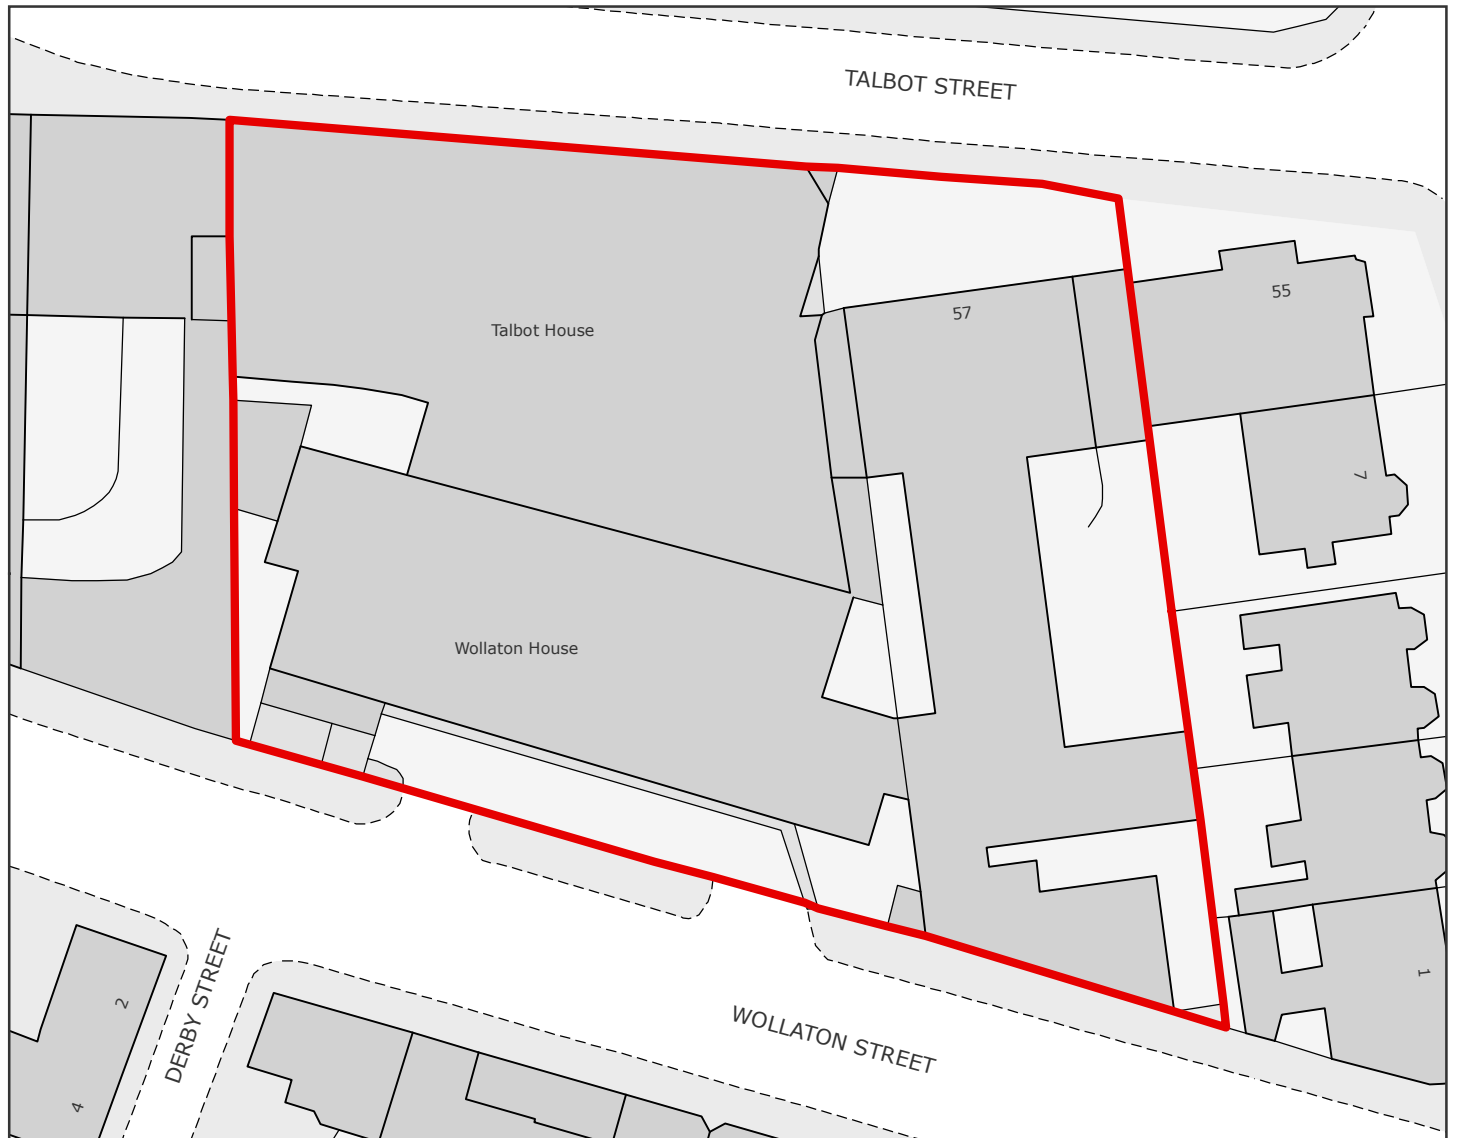 TALBOT STREET
55
57
Talbot House
7
Wollaton House
1
2
DERBY STREET
WOLLATON STREET
4